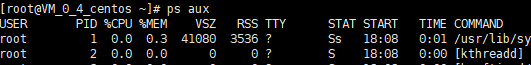 [root@VM_0_4_centos ~]# ps aux
USER PID %CPU %MEM VSZ RSS TTY STAT START TIME COMMAND
root 1 0.0 0.3 41080 3536 ? Ss 18:08 0:01 /usr/lib/sy
root 2 0.0 0.0 0 0 ? S 18:08 0:00 [kthreadd]